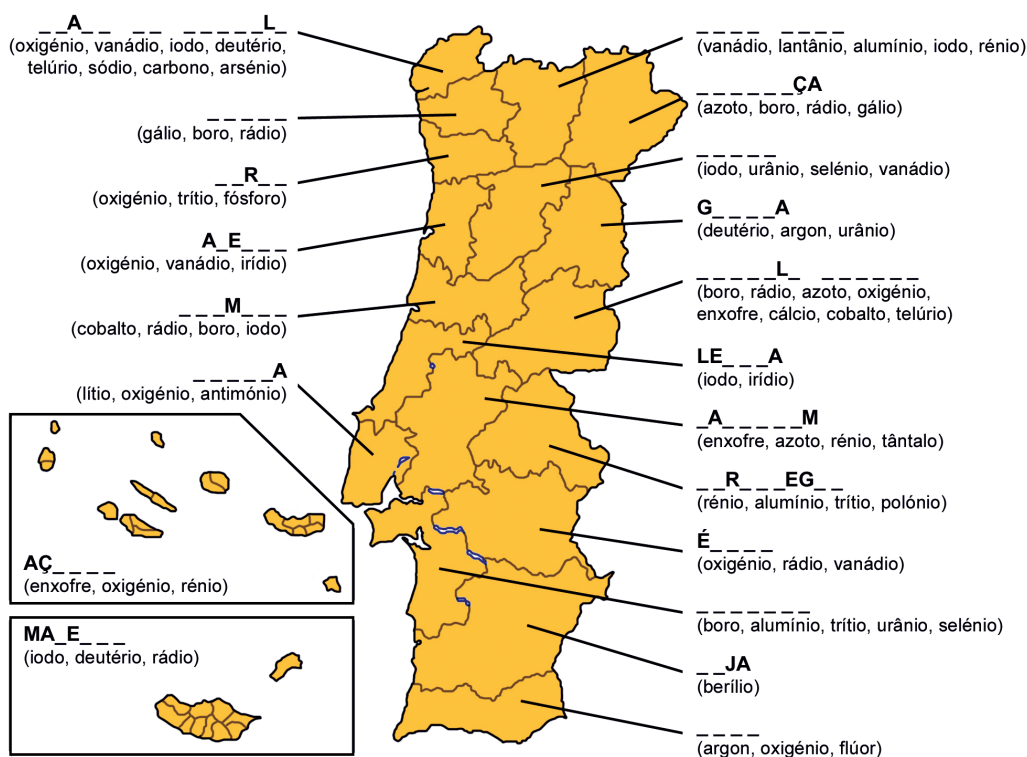 _ _A_ _ _ _ _ _ _ _ _L
(oxigénio, vanádio, iodo, deutério,
telúrio, sódio, carbono, arsénio)
_ _ _ _ _
(gálio, boro, rádio)
_ _R_ _
(oxigénio, trítio, fósforo)
A_E_ _ _
(oxigénio, vanádio, irídio)
_ _ _M_ _ _
(cobalto, rádio, boro, iodo)
_ _ _ _ _A
(lítio, oxigénio, antimónio)
AÇ_ _ _ _
(enxofre, oxigénio, rénio)
MA_E_ _ _
(iodo, deutério, rádio)
_ _ _ _ _ _ _ _
(vanádio, lantânio, alumínio, iodo, rénio)
_ _ _ _ _ _ÇA
(azoto, boro, rádio, gálio)
_ _ _ _ _
(iodo, urânio, selénio, vanádio)
G_ _ _ _A
(deutério, argon, urânio)
_ _ _ _ _L_ _ _ _ _ _ _
(boro, rádio, azoto, oxigénio,
enxofre, cálcio, cobalto, telúrio)
LE_ _ _A
(iodo, irídio)
_A_ _ _ _ _M
(enxofre, azoto, rénio, tântalo)
_ _R_ _ _EG_ _
(rénio, alumínio, trítio, polónio)
É_ _ _ _
(oxigénio, rádio, vanádio)
_ _ _ _ _ _ _
(boro, alumínio, trítio, urânio, selénio)
_ _JA
(berílio)
_ _ _ _
(argon, oxigénio, flúor)